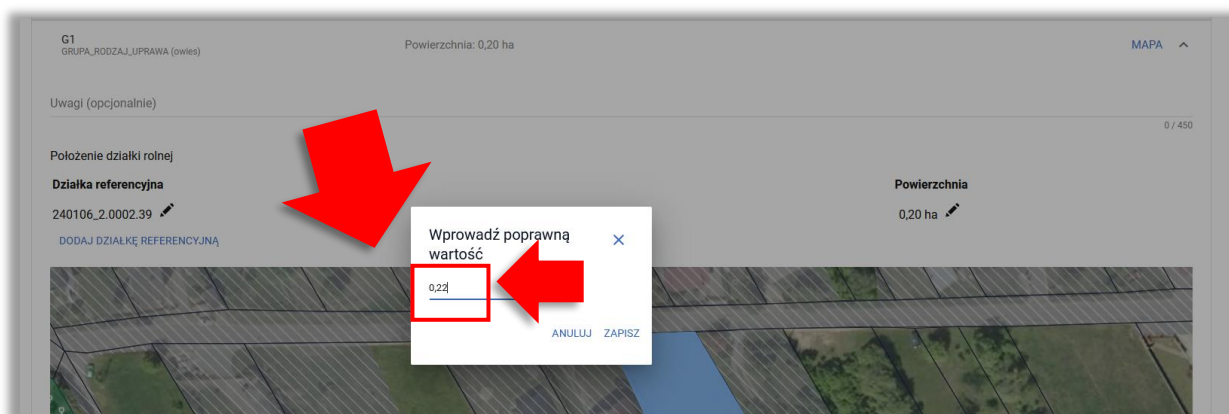 G1
GRUPA_RODZAJ_UPRAWA (owies)
Powierzchnia: 0,20 ha
MAPA
Uwagi (opcjonalnie)
0 / 450
Położenie działki rolnej
Działka referencyjna
Powierzchnia
240106_2.0002.39
0,20 ha
DODAJ DZIAŁKĘ REFERENCYJNĄ
Wprowadź poprawną
wartość
0,22
ANULUJ ZAPISZ